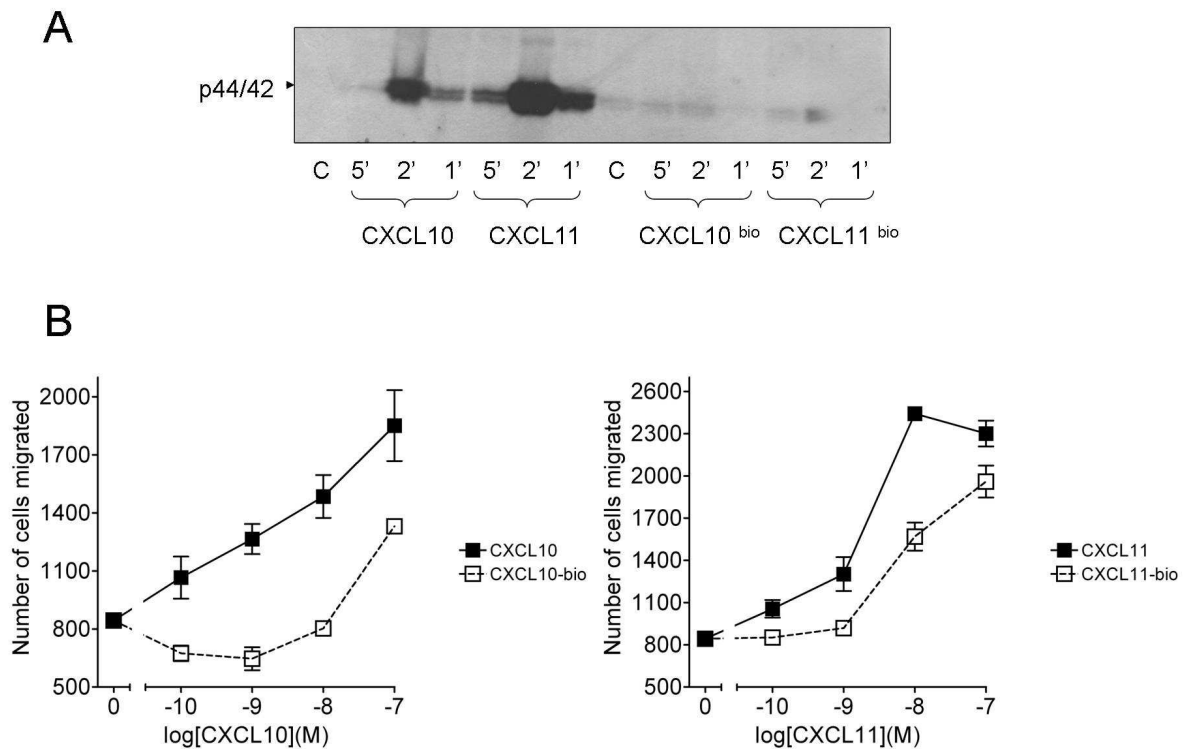 A
p44/42
C 5’ 2’ 1’ 5’ 2’ 1’ C 5’ 2’ 1’ 5’ 2’ 1’
CXCL10 CXCL11 CXCL10 bio CXCL11 bio
B
Number of cells migrated
2000
1700
1400
1100
800
500
0 -10 -9 -8 -7
log[CXCL10](M)
CXCL10
CXCL10-bio
Number of cells migrated
2600
2300
2000
1700
1400
1100
800
500
0 -10 -9 -8 -7
log[CXCL11](M)
CXCL11
CXCL11-bio